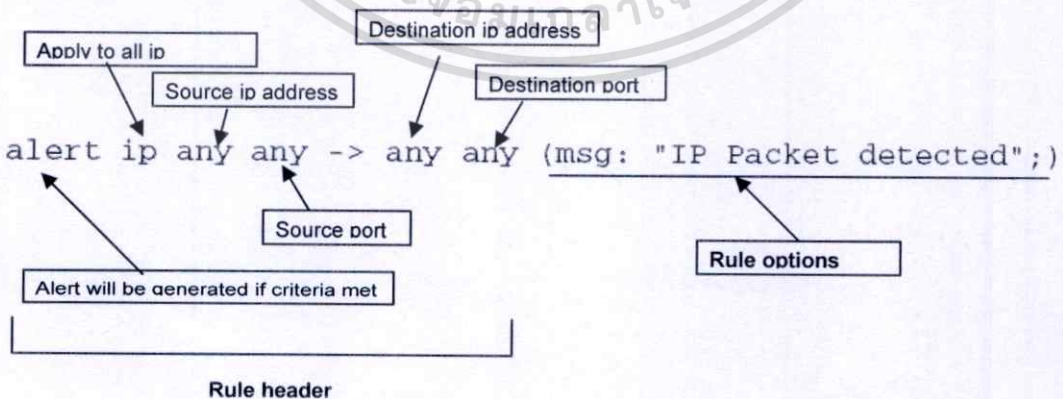 Destination ip address
Apply to all ip
Source ip address
Destination port
alert ip any any -> any any (msg: "IP Packet detected";)
Source port
Rule options
Alert will be generated if criteria met
Rule header